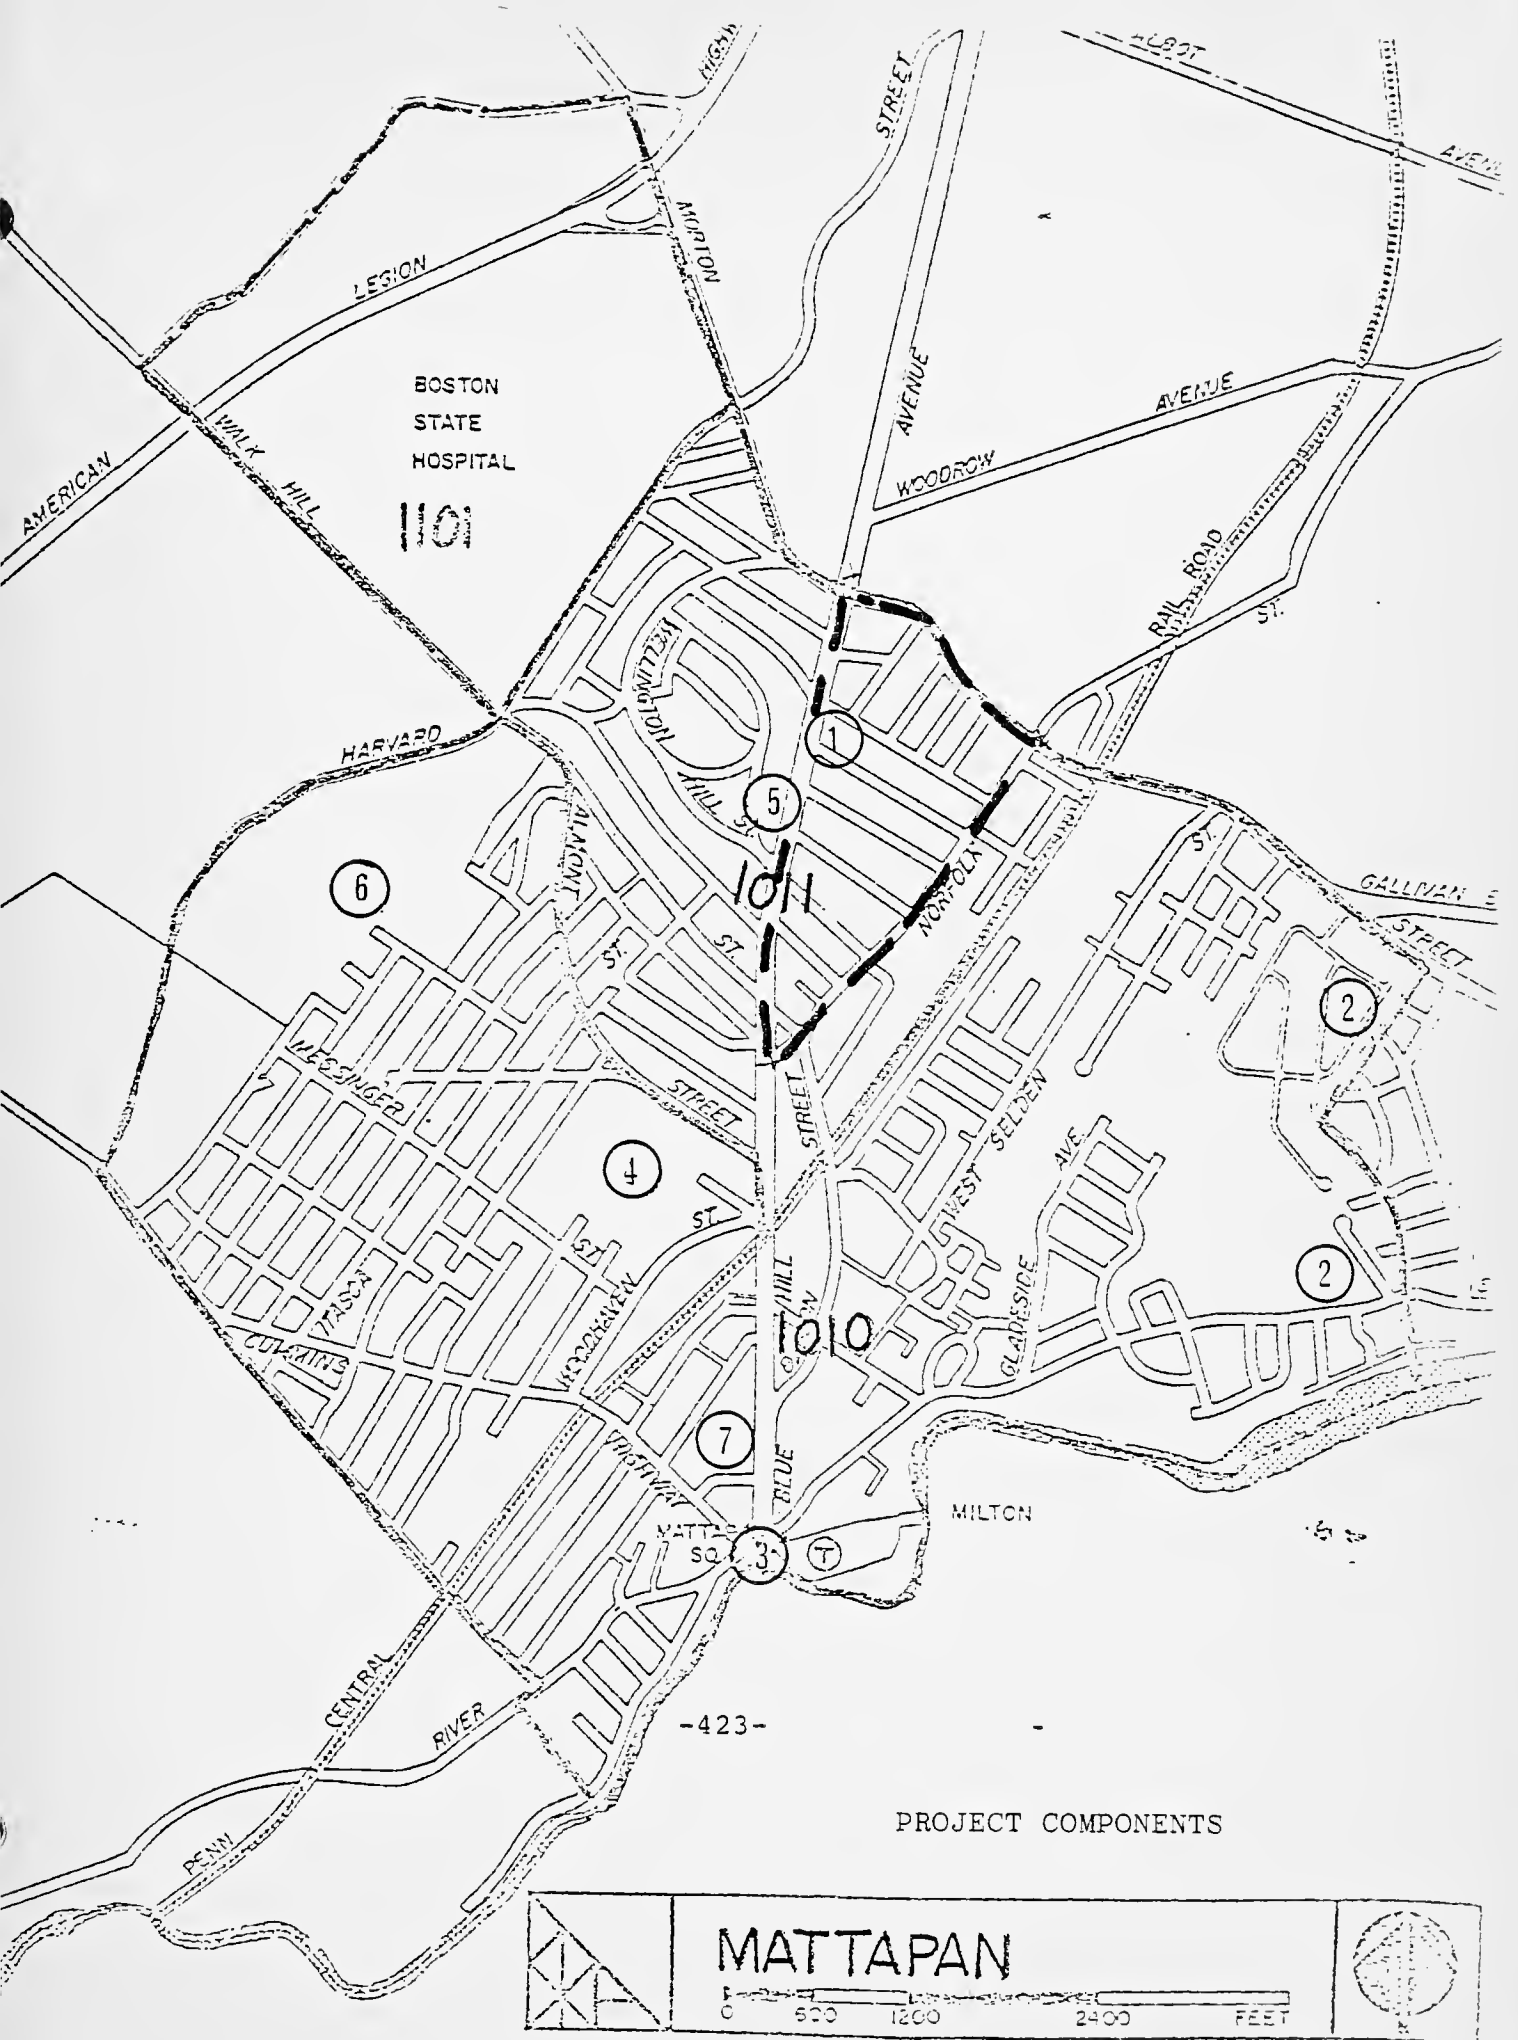 STREET
MORTON
LEGION
AVENUE
BOSTON
STATE
HOSPITAL
1101
AMERICAN
WALK
HILL
AVENUE
WOODROW
RAIL ROAD
ST.
WELLINGTON
HILL
ST.
HARVARD
1
5
ALMONT
6
1011
NORFOLK
ST.
ST.
ST.
GALLIVAN
STREET
2
MESSINGER
STREET
STREET
WEST SELDEN
AVE.
4
ST.
ST.
GLADESIDE
2
HILL
1010
ITASCA
CUMMINS
HIGHWAY
7
BLUE
MILTON
SQ
3
T
CENTRAL
RIVER
PENN
-423-
PROJECT COMPONENTS
MATTAPAN
0 600 1200 2400 FEET